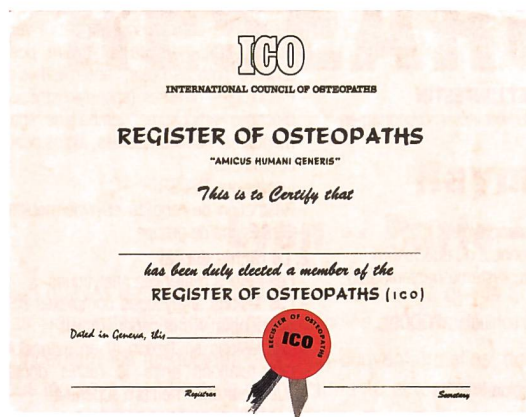 ICO
INTERNATIONAL COUNCIL OF OSTEOPATHS
REGISTER OF OSTEOPATHS
"AMICUS HUMANI GENERIS"
This is to Certify that
has been duly elected a member of the
REGISTER OF OSTEOPATHS (ICO)
Dated in Geneva, this
REGISTER OF OSTEOPATHS
ICO
Registrar
Secretary